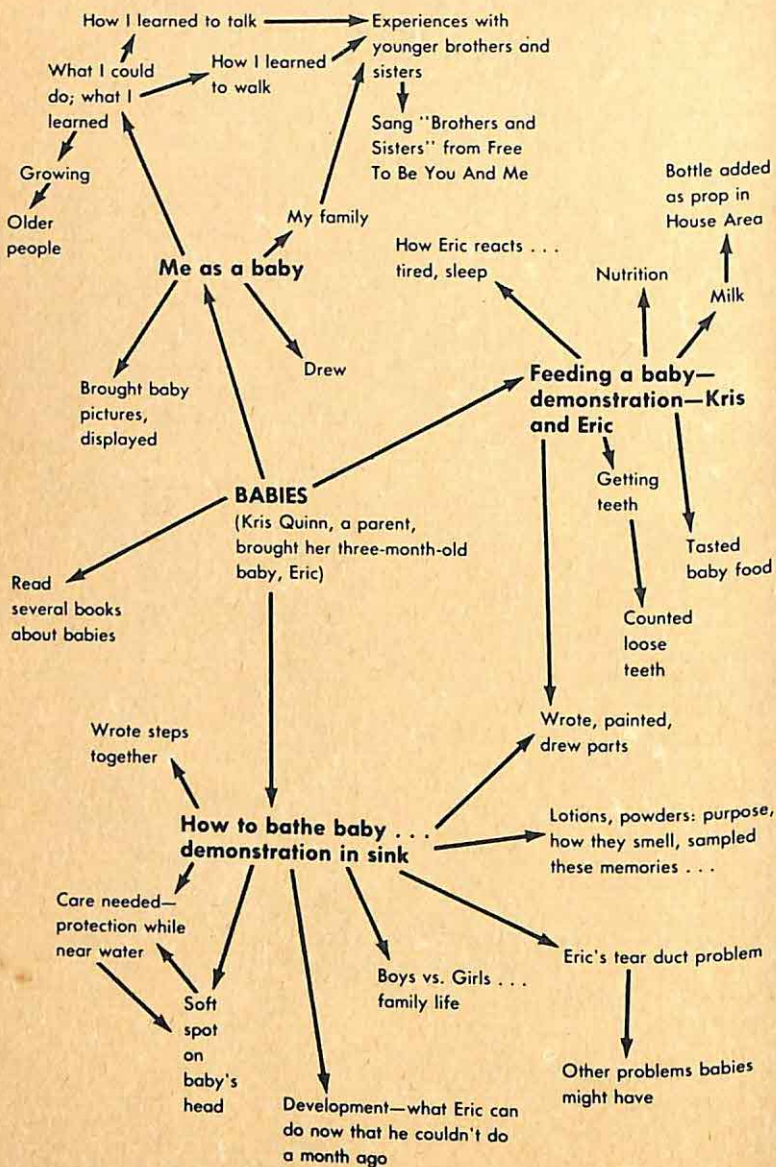 How I learned to talk
Experiences with
younger brothers and
sisters
What I could
do; what I
learned
How I learned
to walk
Sang "Brothers and
Sisters" from Free
To Be You And Me
Growing
Older
people
My family
Bottle added
as prop in
House Area
Me as a baby
How Eric reacts ...
tired, sleep
Nutrition
Milk
Brought baby
pictures,
displayed
Drew
Feeding a baby—
demonstration—Kris
and Eric
BABIES
(Kris Quinn, a parent,
brought her three-month-old
baby, Eric)
Getting
teeth
Tasted
baby food
Read
several books
about babies
Counted
loose
teeth
Wrote steps
together
Wrote, painted,
drew parts
How to bathe baby ...
demonstration in sink
Lotions, powders: purpose,
how they smell, sampled
these memories ...
Care needed—
protection while
near water
Boys vs. Girls ...
family life
Eric's tear duct problem
Soft
spot
on
baby's
head
Development—what Eric can
do now that he couldn't do
a month ago
Other problems babies
might have